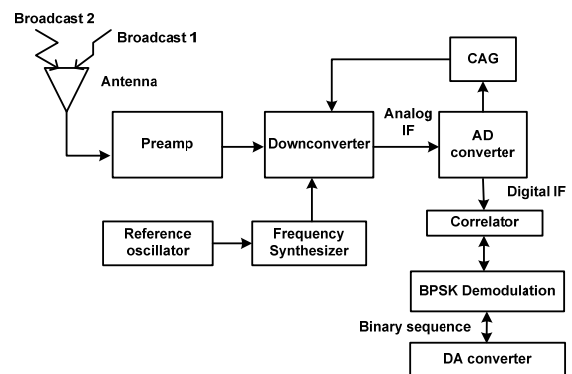 Broadcast 2
Broadcast 1
Antenna
CAG
Preamp
Downconverter
Analog
IF
AD
converter
Digital IF
Reference
oscillator
Frequency
Synthesizer
Correlator
BPSK Demodulation
Binary sequence
DA converter